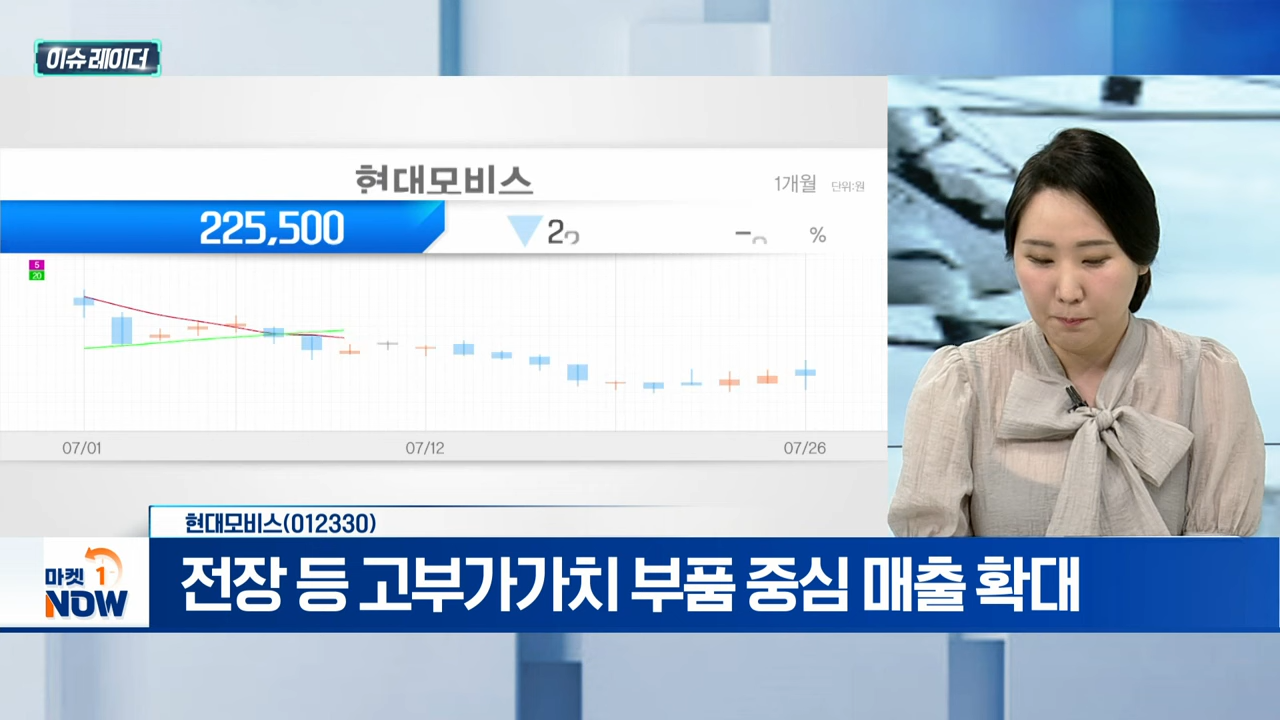 이슈 레이더
현대모비스
1개월 단위:원
225,500
%
5
20
07/01 07/12 07/26
현대모비스(012330)
마켓 1
NOW
전장 등 고부가가치 부품 중심 매출 확대